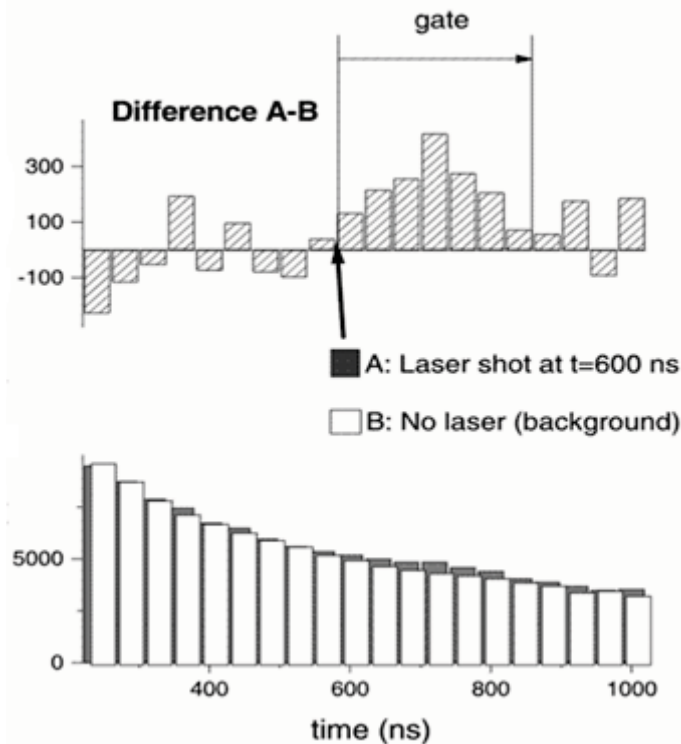 gate
Difference A-B
300
100
-100
A: Laser shot at t=600 ns
B: No laser (background)
5000
0
400 600 800 1000
time (ns)